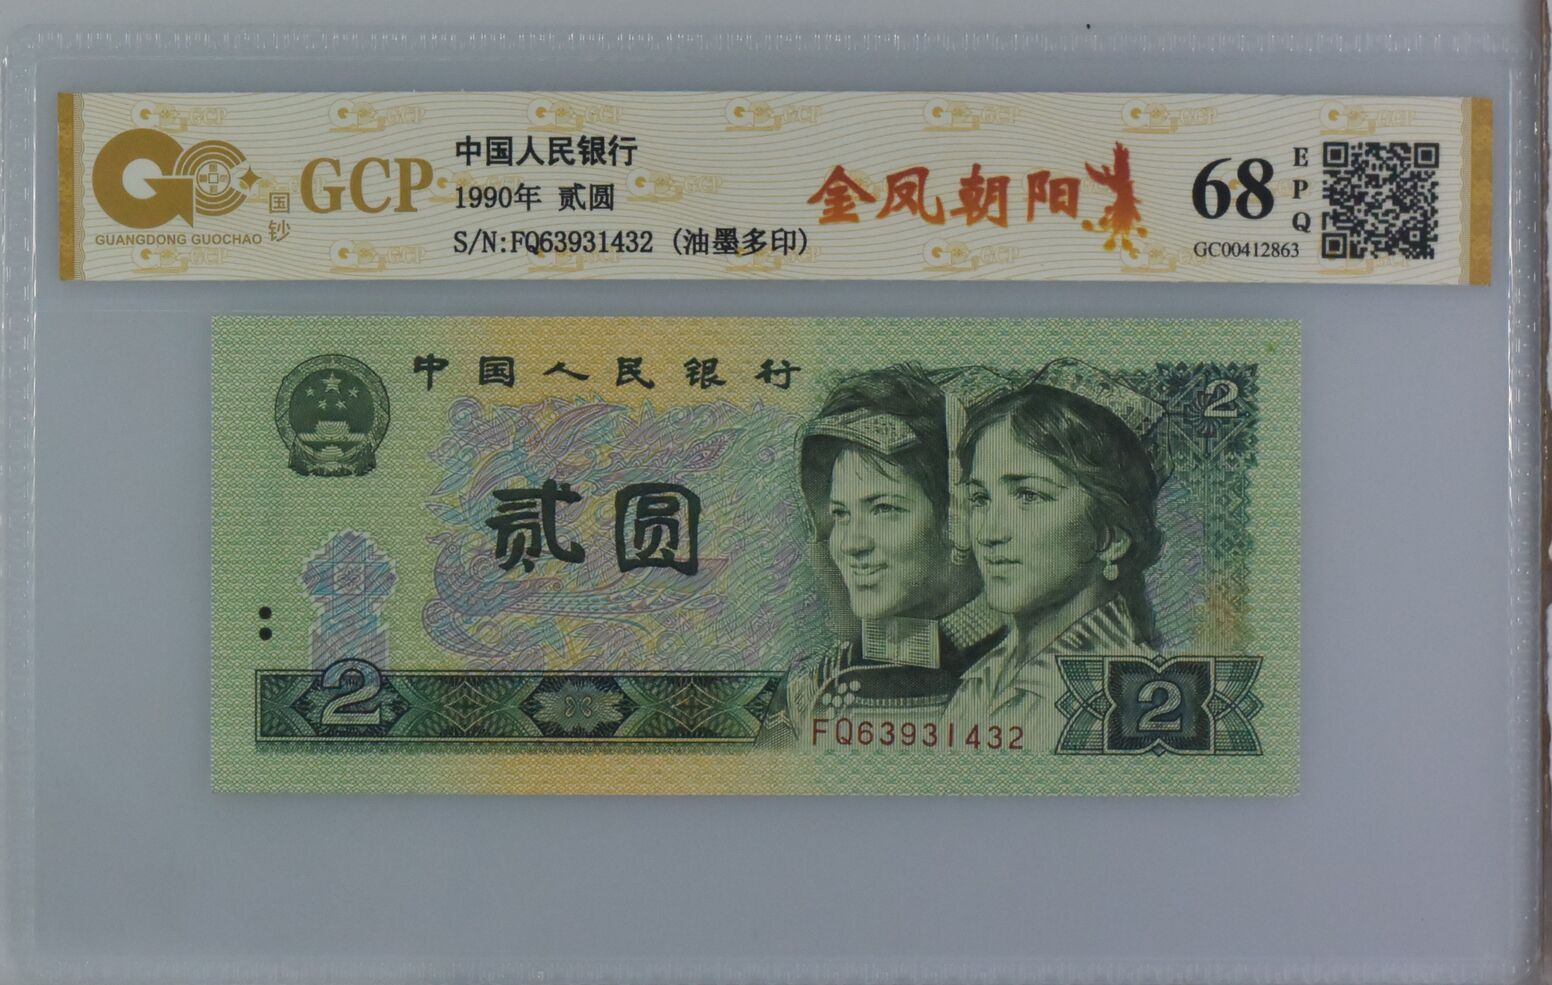 GCP
国钞
GUANGDONG GUOCHAO
中国人民银行
1990年 贰圆
S/N:FQ63931432 (油墨多印)
金凤朝阳
68
EPQ
GC00412863
中国人民银行
2
贰圆
2
2
FQ63931432